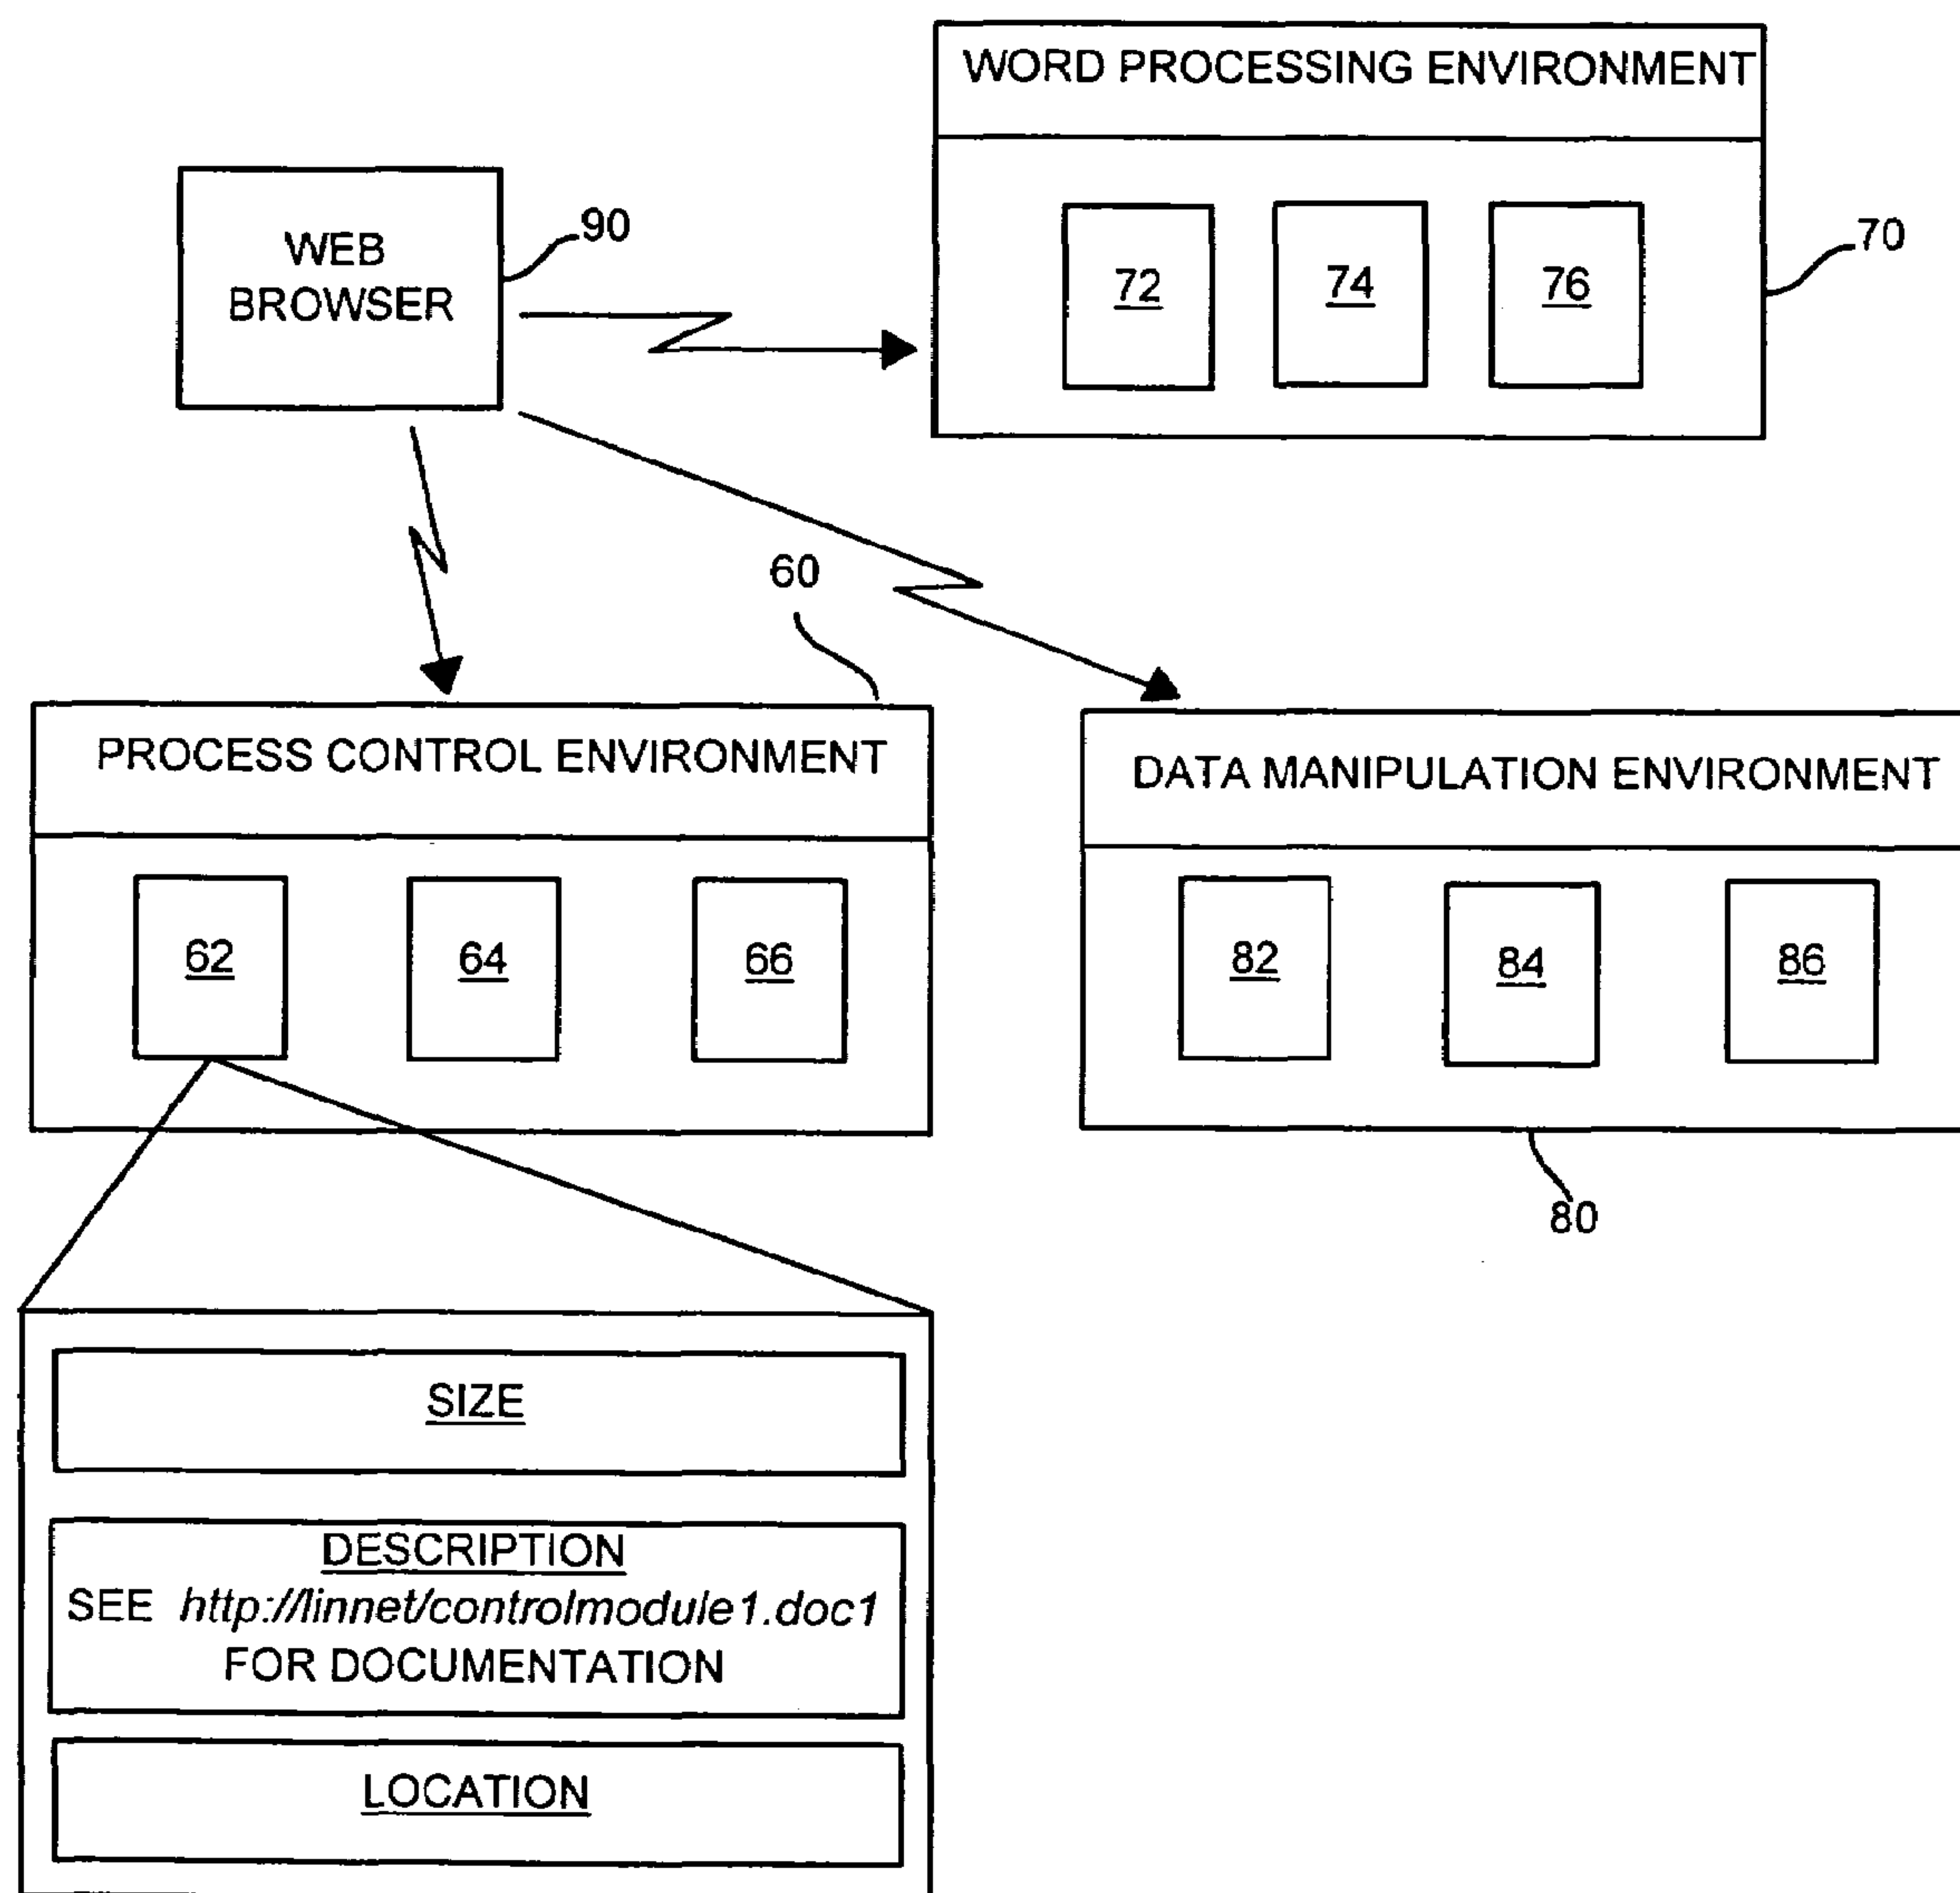 WORD PROCESSING ENVIRONMENT
72 74 76
70
WEB
BROWSER
90
60
PROCESS CONTROL ENVIRONMENT
62 64 66
DATA MANIPULATION ENVIRONMENT
82 84 86
80
SIZE
DESCRIPTION
SEE http://linnet/controlmodule1.doc1
FOR DOCUMENTATION
LOCATION